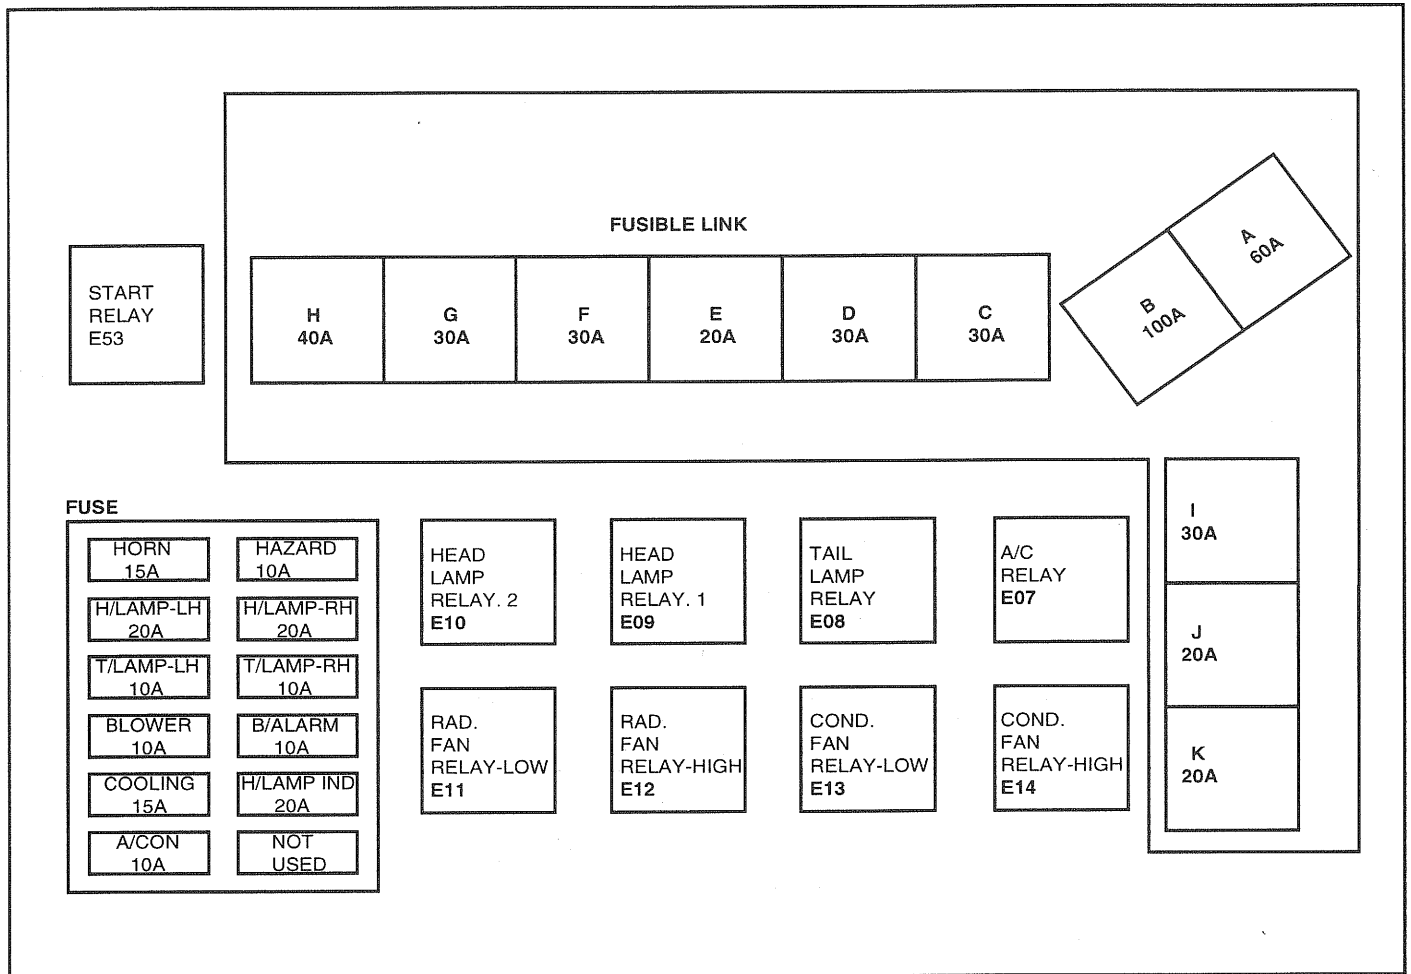 FUSIBLE LINK
START
RELAY
E53
H
40A
G
30A
F
30A
E
20A
D
30A
C
30A
B
100A
A
60A
I
30A
J
20A
K
20A
FUSE
HORN
15A
HAZARD
10A
H/LAMP-LH
20A
H/LAMP-RH
20A
T/LAMP-LH
10A
T/LAMP-RH
10A
BLOWER
10A
B/ALARM
10A
COOLING
15A
H/LAMP IND
20A
A/CON
10A
NOT
USED
HEAD
LAMP
RELAY. 2
E10
HEAD
LAMP
RELAY. 1
E09
TAIL
LAMP
RELAY
E08
A/C
RELAY
E07
RAD.
FAN
RELAY-LOW
E11
RAD.
FAN
RELAY-HIGH
E12
COND.
FAN
RELAY-LOW
E13
COND.
FAN
RELAY-HIGH
E14